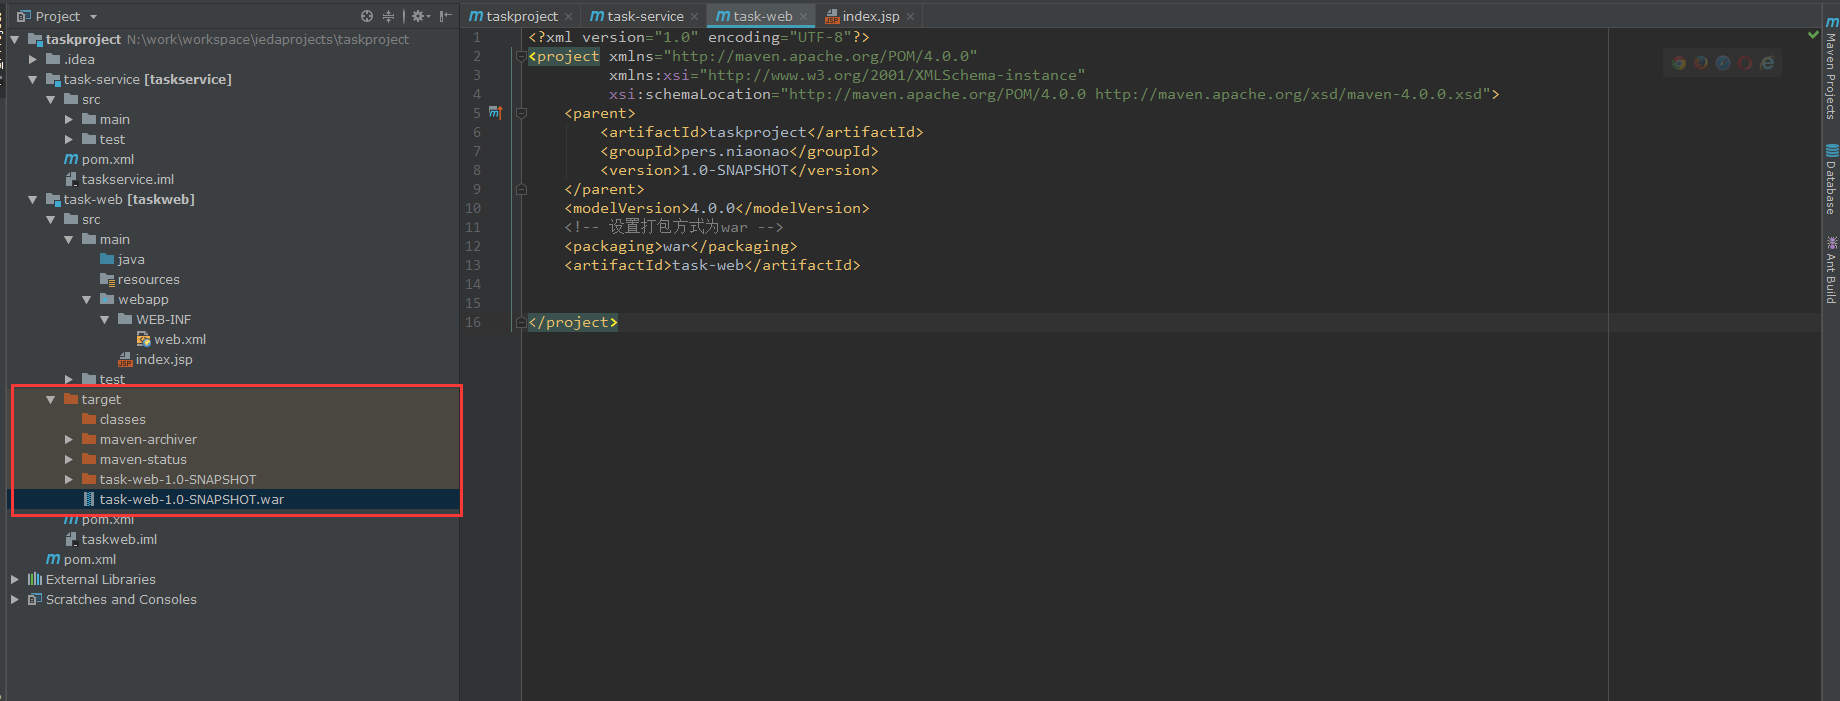 Project
taskproject N:\work\workspace\iedaprojects\taskproject
.idea
task-service [taskservice]
src
main
test
pom.xml
taskservice.iml
task-web [taskweb]
src
main
java
resources
webapp
WEB-INF
web.xml
index.jsp
test
target
classes
maven-archiver
maven-status
task-web-1.0-SNAPSHOT
task-web-1.0-SNAPSHOT.war
pom.xml
taskweb.iml
pom.xml
External Libraries
Scratches and Consoles
taskproject task-service task-web index.jsp
1 <?xml version="1.0" encoding="UTF-8"?>
2 <project xmlns="http://maven.apache.org/POM/4.0.0"
3 xmlns:xsi="http://www.w3.org/2001/XMLSchema-instance"
4 xsi:schemaLocation="http://maven.apache.org/POM/4.0.0 http://maven.apache.org/xsd/maven-4.0.0.xsd">
5 <parent>
6 <artifactId>taskproject</artifactId>
7 <groupId>pers.niaonao</groupId>
8 <version>1.0-SNAPSHOT</version>
9 </parent>
10 <modelVersion>4.0.0</modelVersion>
11 <!-- 设置打包方式为war -->
12 <packaging>war</packaging>
13 <artifactId>task-web</artifactId>
14
15
16 </project>
Maven Projects
Database
Ant Build